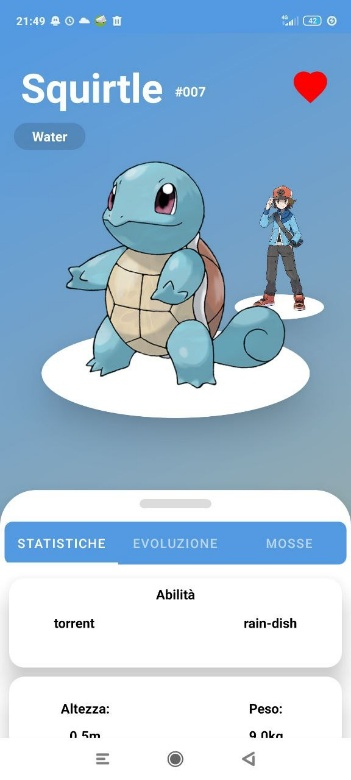 21:49 4G 42
Squirtle #007
Water
STATISTICHE EVOLUZIONE MOSSE
Abilità
torrent rain-dish
Altezza: Peso:
0.5m 9.0kg